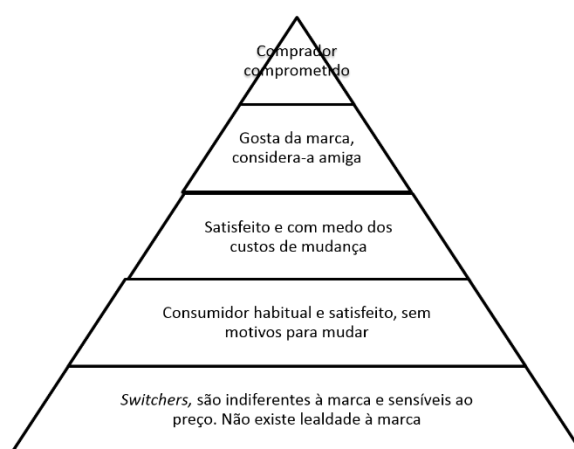 Comprador
comprometido
Gosta da marca,
considera-a amiga
Satisfeito e com medo dos
custos de mudança
Consumidor habitual e satisfeito, sem
motivos para mudar
Switchers, são indiferentes à marca e sensíveis ao
preço. Não existe lealdade à marca